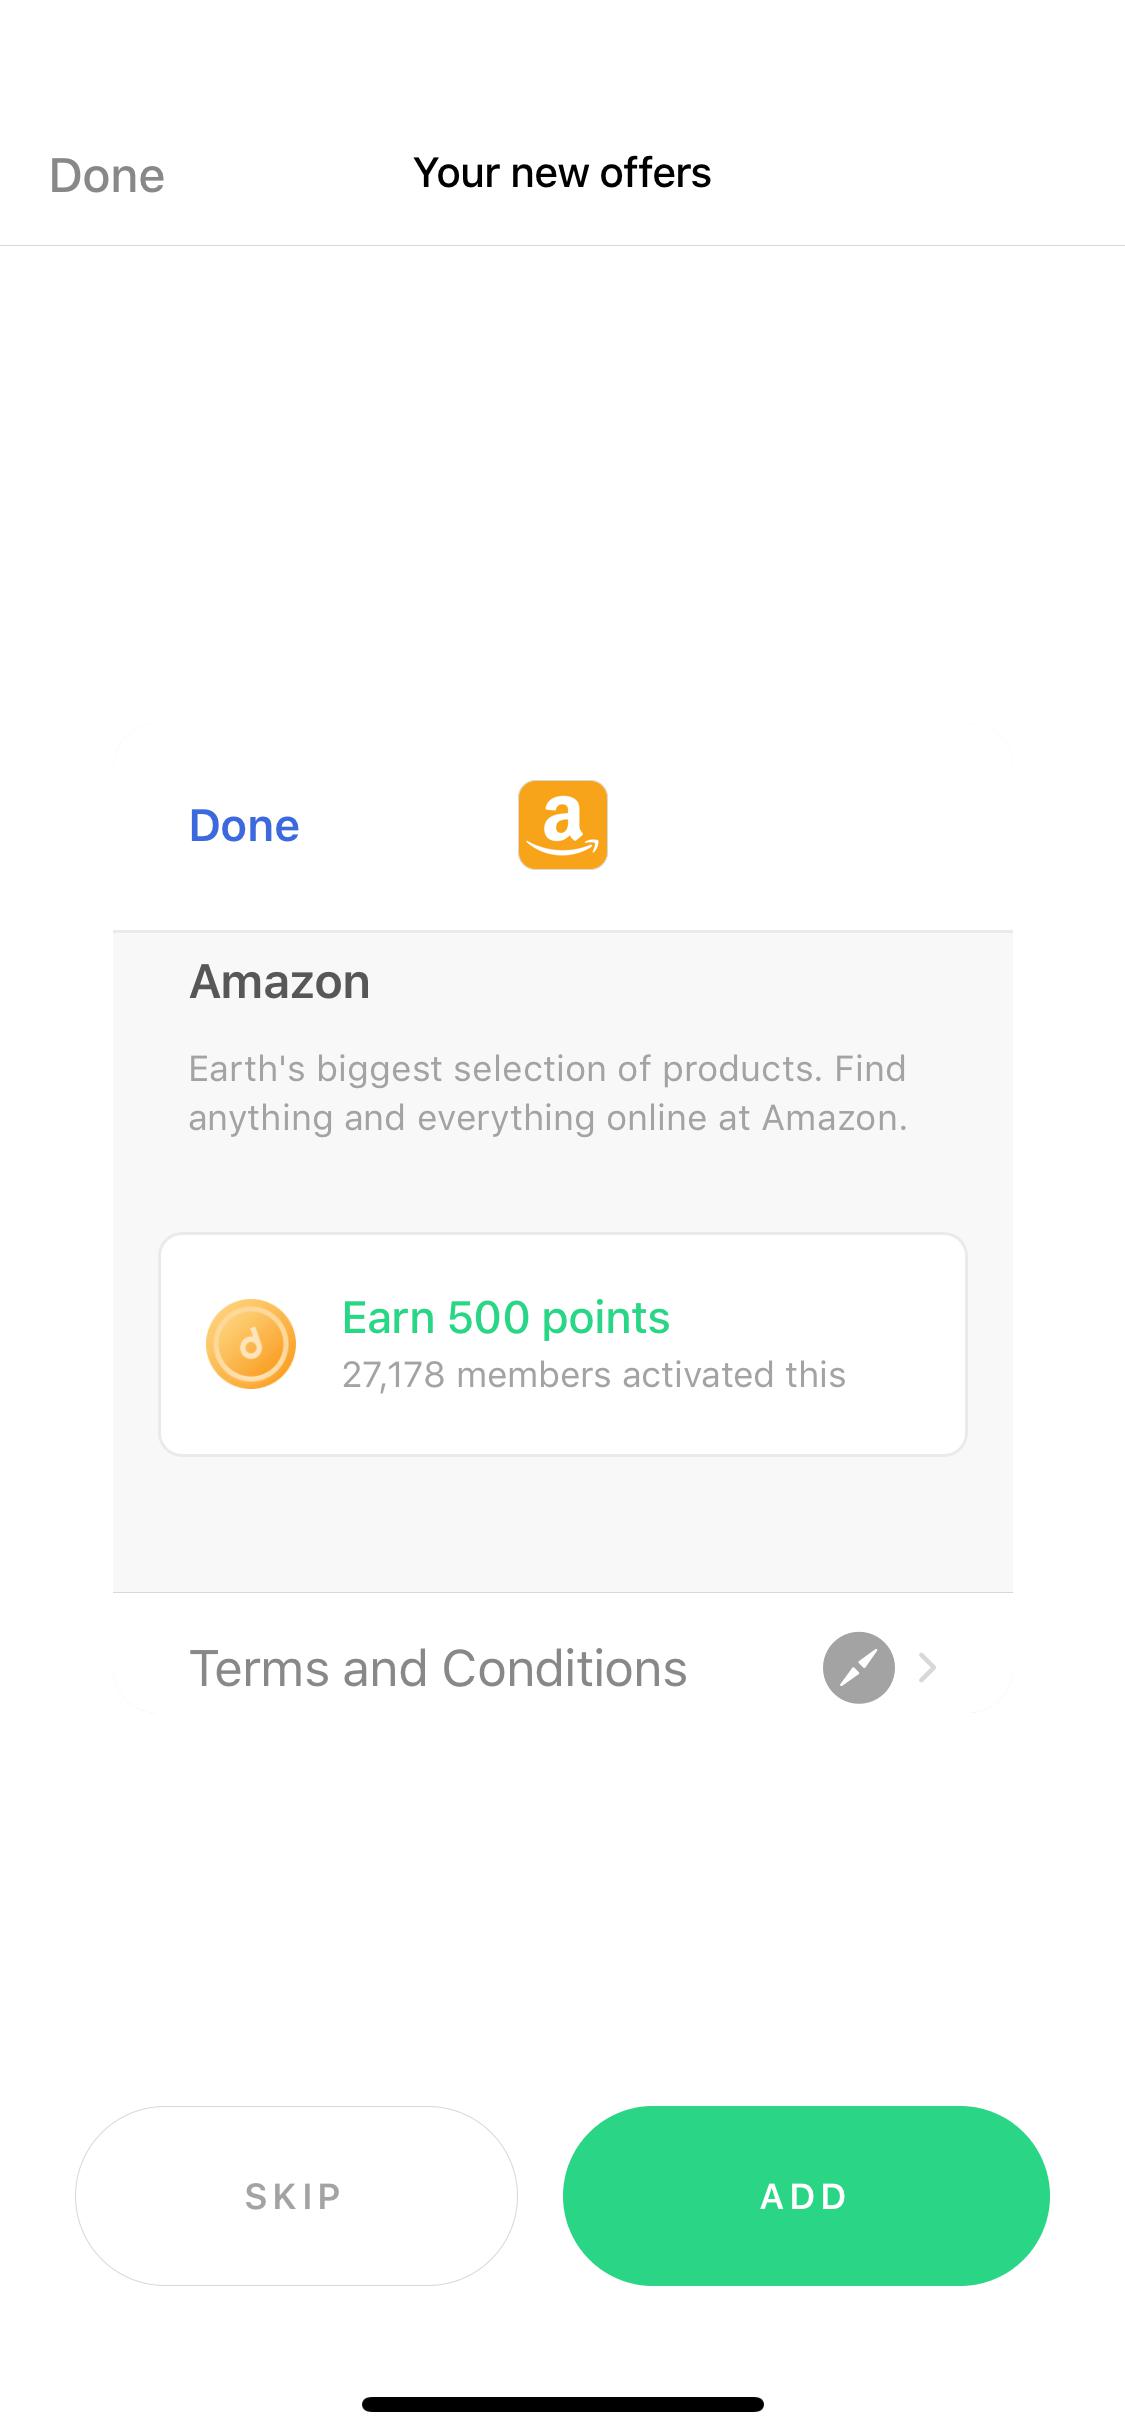 Done
Your new offers
Done
a
Amazon
Earth's biggest selection of products. Find
anything and everything online at Amazon.
d
Earn 500 points
27,178 members activated this
Terms and Conditions
SKIP
ADD